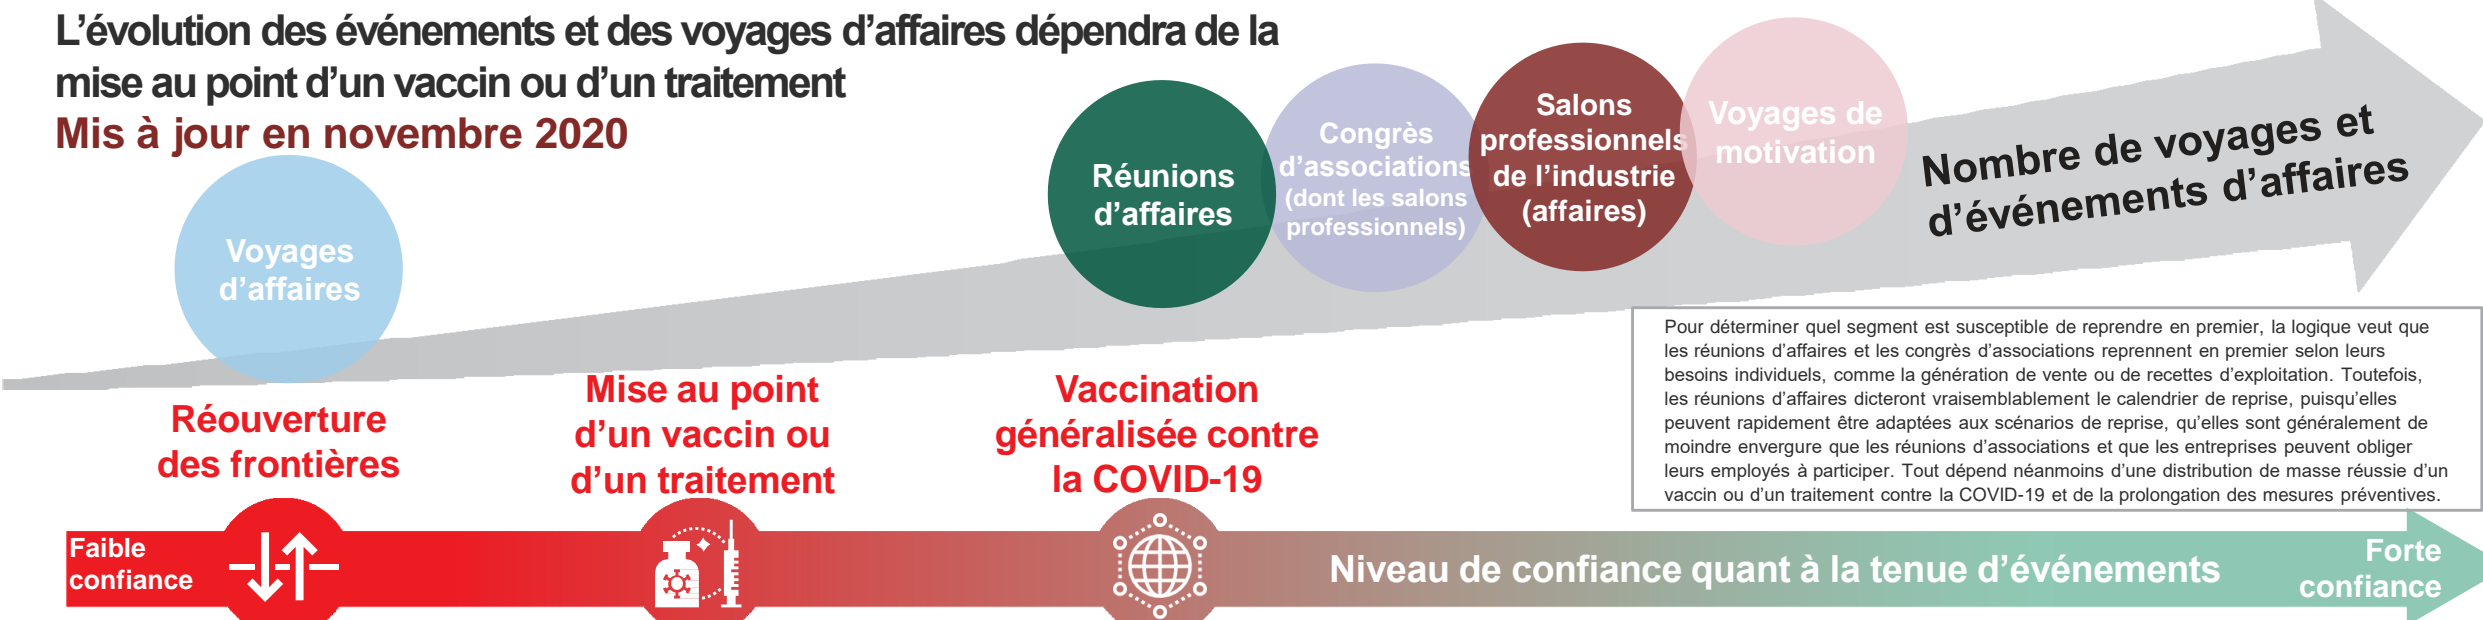 L’évolution des événements et des voyages d’affaires dépendra de la
mise au point d’un vaccin ou d’un traitement
Mis à jour en novembre 2020
Voyages
d’affaires
Réunions
d’affaires
Congrès
d’associations
(dont les salons
professionnels)
Salons
professionnels
de l’industrie
(affaires)
Voyages de
motivation
Nombre de voyages et
d’événements d’affaires
Pour déterminer quel segment est susceptible de reprendre en premier, la logique veut que
les réunions d’affaires et les congrès d’associations reprennent en premier selon leurs
besoins individuels, comme la génération de vente ou de recettes d’exploitation. Toutefois,
les réunions d’affaires dicteront vraisemblablement le calendrier de reprise, puisqu’elles
peuvent rapidement être adaptées aux scénarios de reprise, qu’elles sont généralement de
moindre envergure que les réunions d’associations et que les entreprises peuvent obliger
leurs employés à participer. Tout dépend néanmoins d’une distribution de masse réussie d’un
vaccin ou d’un traitement contre la COVID-19 et de la prolongation des mesures préventives.
Réouverture
des frontières
Mise au point
d’un vaccin ou
d’un traitement
Vaccination
généralisée contre
la COVID-19
Faible
confiance
Niveau de confiance quant à la tenue d’événements
Forte
confiance